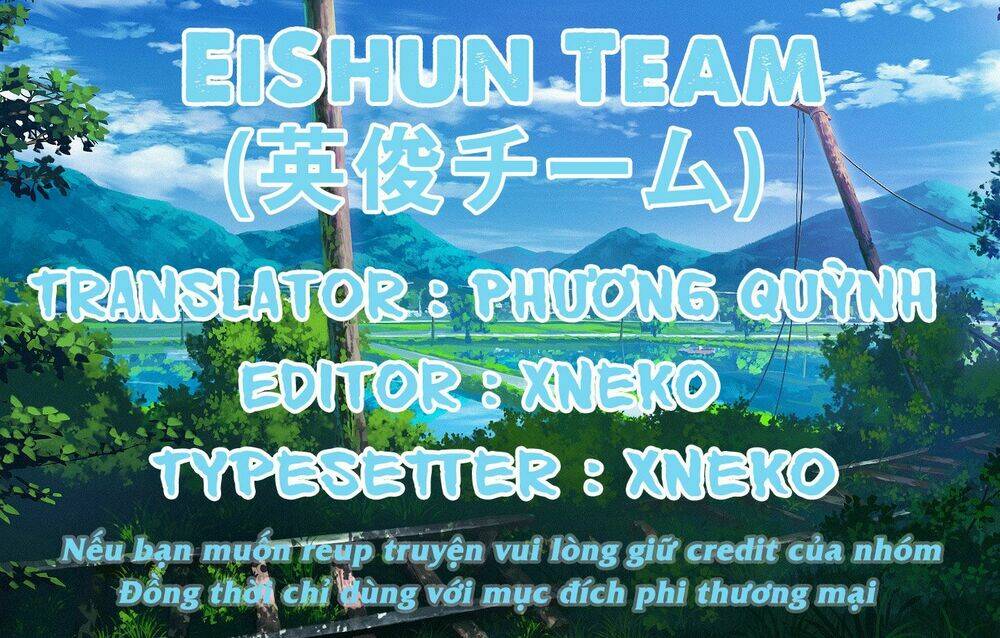 EiShun Team
(英俊チーム)
TRANSLATOR : PHƯƠNG QUỲNH
EDITOR : XNEKO
TYPESETTER : XNEKO
Nếu bạn muốn reup truyện vui lòng giữ credit của nhóm
Đồng thời chỉ dùng với mục đích phi thương mại